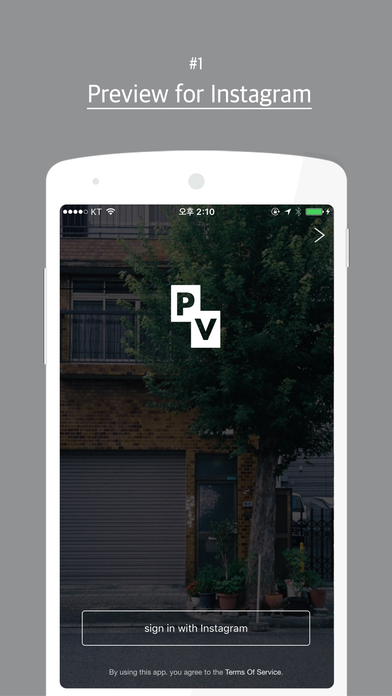 #1
Preview for Instagram
KT
오후 2:10
P
V
sign in with Instagram
By using this app, you agree to the Terms Of Service.